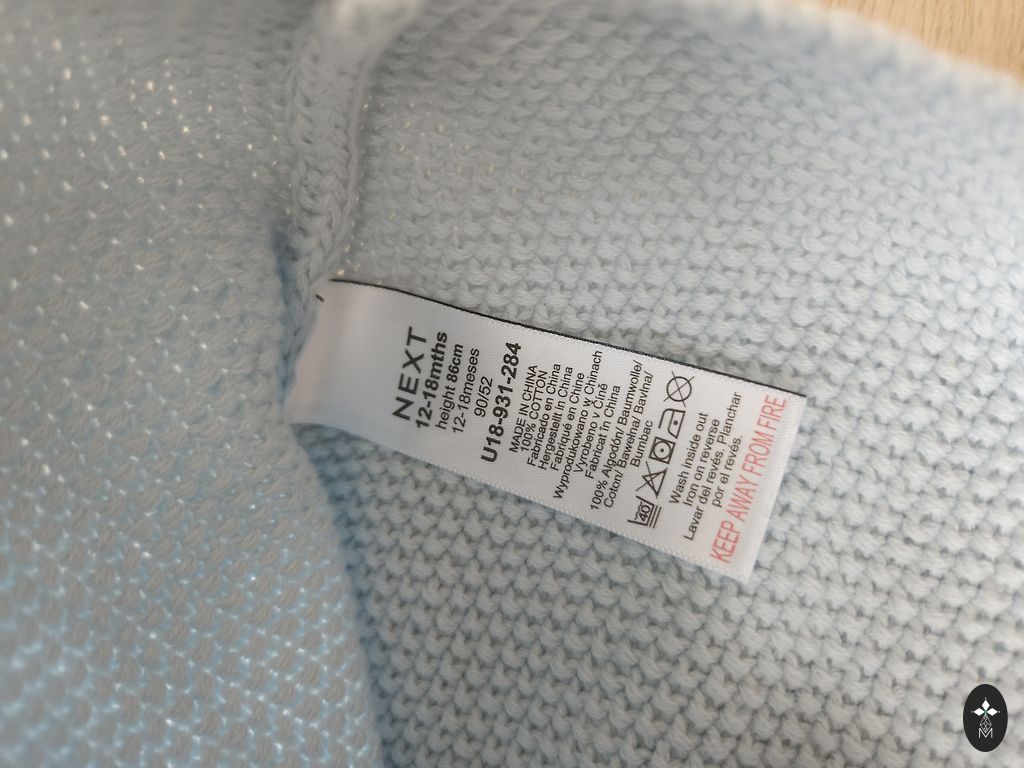 NEXT
12-18mths
height 86cm
12-18meses
90/52
U18-931-284
MADE IN CHINA
100% COTTON
Fabricado en China
Hergestellt in China
Fabriqué en Chine
Wyprodukowano w Chinach
Vyrobeno v Číně
Fabricat în China
100% Algodón/ Baumwolle/
Coton/ Bawełna/ Bavlna/
Bumbac
40
Wash inside out
Iron on reverse
Lavar del revés. Planchar
por el revés.
KEEP AWAY FROM FIRE
M